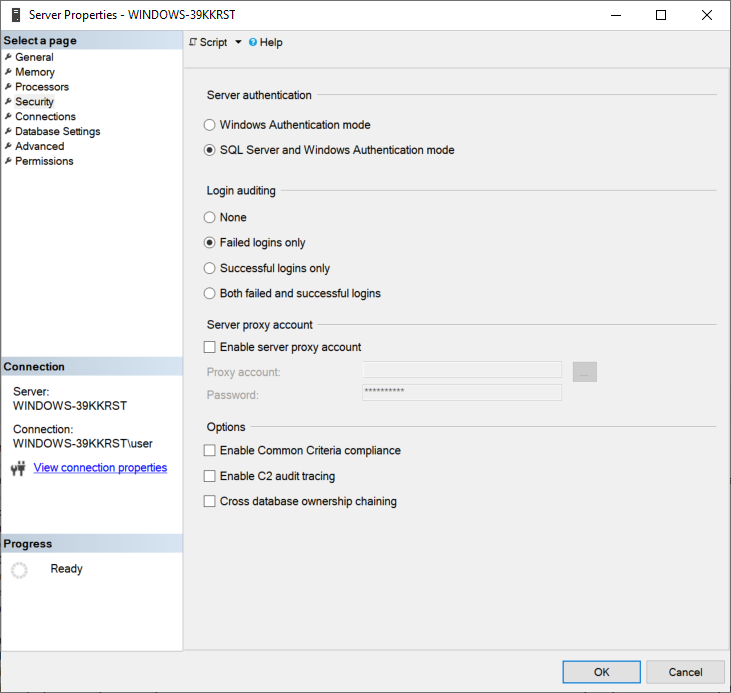 Server Properties - WINDOWS-39KKRST
Select a page
General
Memory
Processors
Security
Connections
Database Settings
Advanced
Permissions
Script
Help
Server authentication
Windows Authentication mode
SQL Server and Windows Authentication mode
Login auditing
None
Failed logins only
Successful logins only
Both failed and successful logins
Server proxy account
Enable server proxy account
Proxy account:
...
Password:
**********
Options
Enable Common Criteria compliance
Enable C2 audit tracing
Cross database ownership chaining
Connection
Server:
WINDOWS-39KKRST
Connection:
WINDOWS-39KKRST\user
View connection properties
Progress
Ready
OK
Cancel